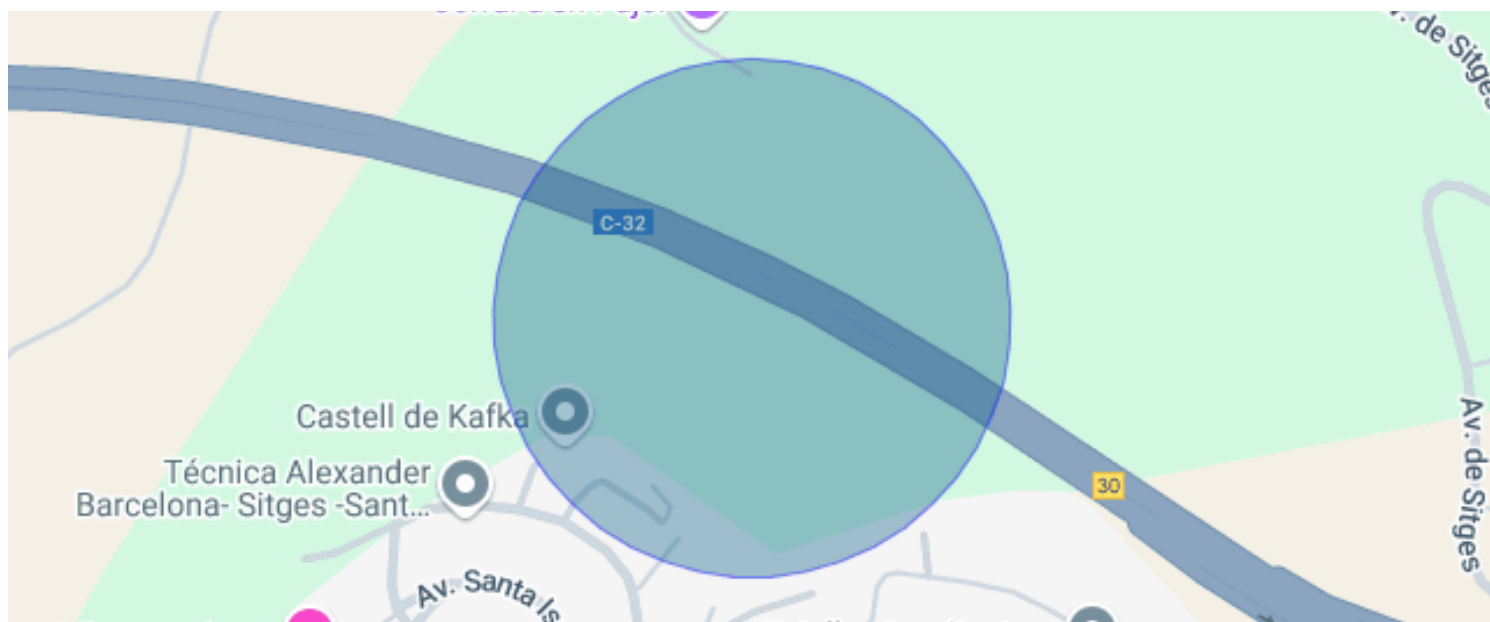 Av. de Sitges
C-32
Castell de Kafka
Técnica Alexander
Barcelona- Sitges -Sant...
30
Av. de Sitges
Av. Santa Is